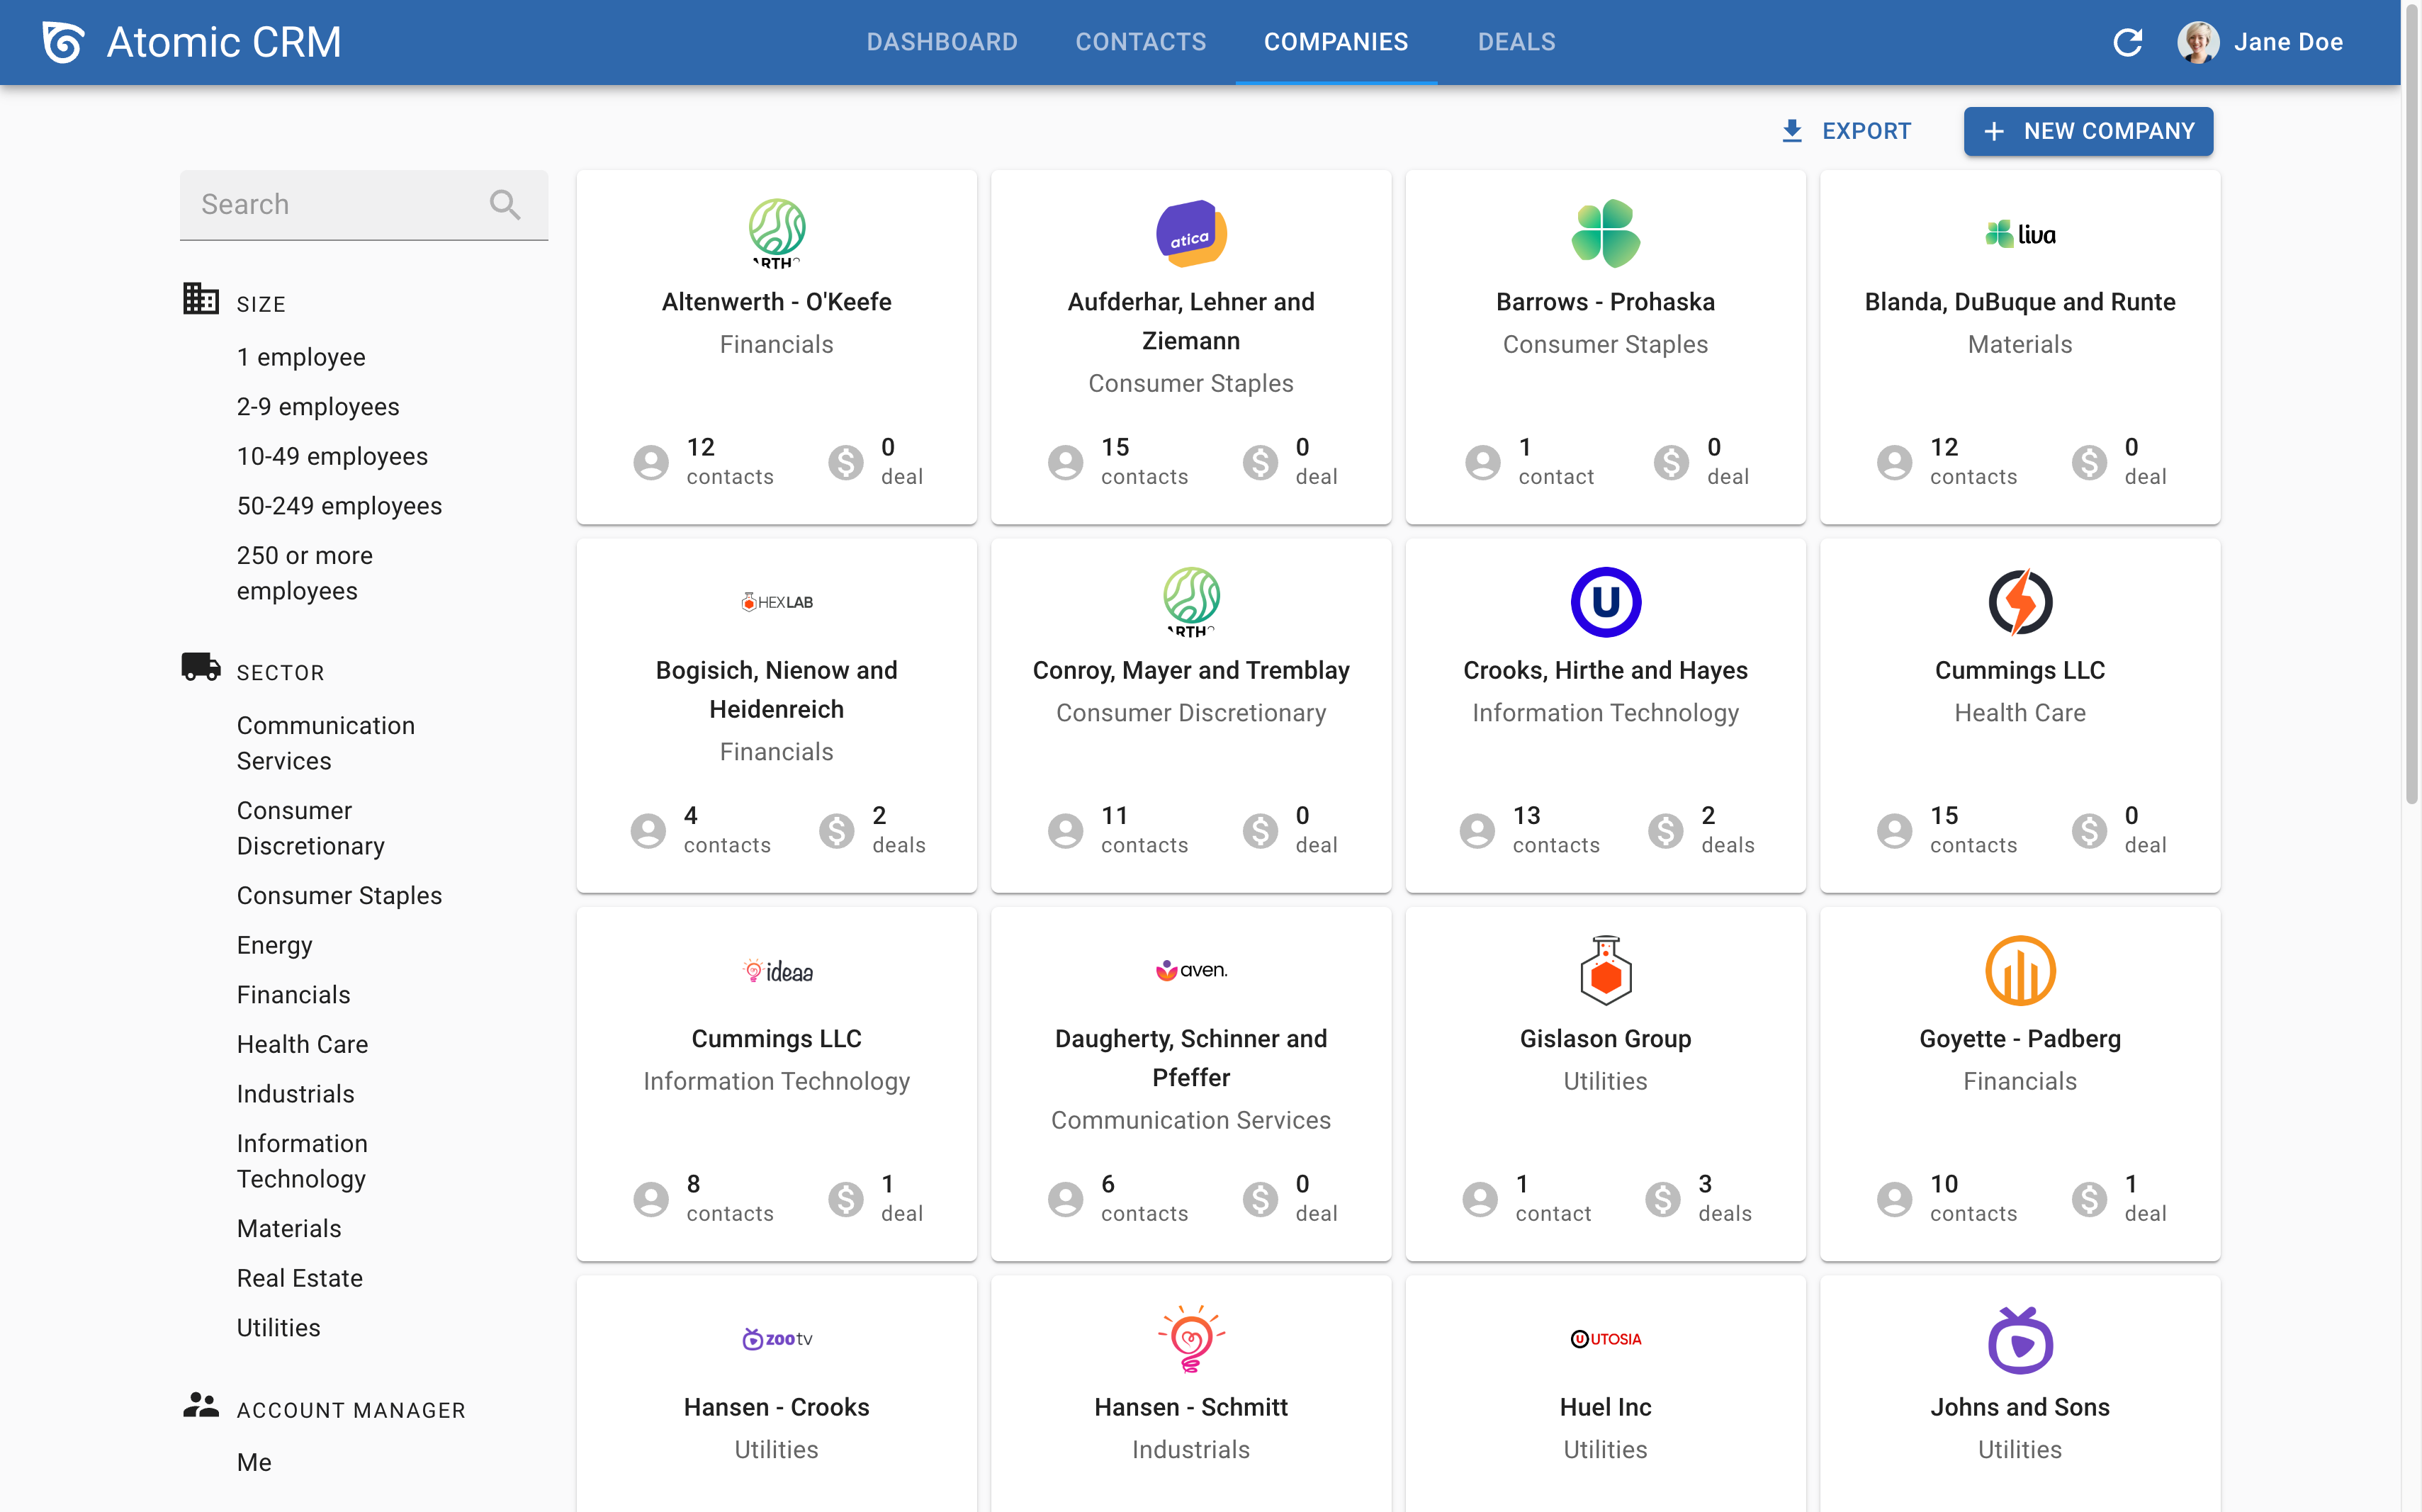 Atomic CRM
DASHBOARD
CONTACTS
COMPANIES
DEALS
Jane Doe
EXPORT
NEW COMPANY
Search
SIZE
1 employee
2-9 employees
10-49 employees
50-249 employees
250 or more
employees
SECTOR
Communication
Services
Consumer
Discretionary
Consumer Staples
Energy
Financials
Health Care
Industrials
Information
Technology
Materials
Real Estate
Utilities
ACCOUNT MANAGER
Me
Altenwerth - O'Keefe
Financials
12
contacts
0
deal
atica
Aufderhar, Lehner and
Ziemann
Consumer Staples
15
contacts
0
deal
Barrows - Prohaska
Consumer Staples
1
contact
0
deal
liva
Blanda, DuBuque and Runte
Materials
12
contacts
0
deal
HEXLAB
Bogisich, Nienow and
Heidenreich
Financials
4
contacts
2
deals
Conroy, Mayer and Tremblay
Consumer Discretionary
11
contacts
0
deal
U
Crooks, Hirthe and Hayes
Information Technology
13
contacts
2
deals
Cummings LLC
Health Care
15
contacts
0
deal
ideaa
Cummings LLC
Information Technology
8
contacts
1
deal
aven.
Daugherty, Schinner and
Pfeffer
Communication Services
6
contacts
0
deal
Gislason Group
Utilities
1
contact
3
deals
Goyette - Padberg
Financials
10
contacts
1
deal
zootv
Hansen - Crooks
Utilities
Hansen - Schmitt
Industrials
U UTOSIA
Huel Inc
Utilities
Johns and Sons
Utilities